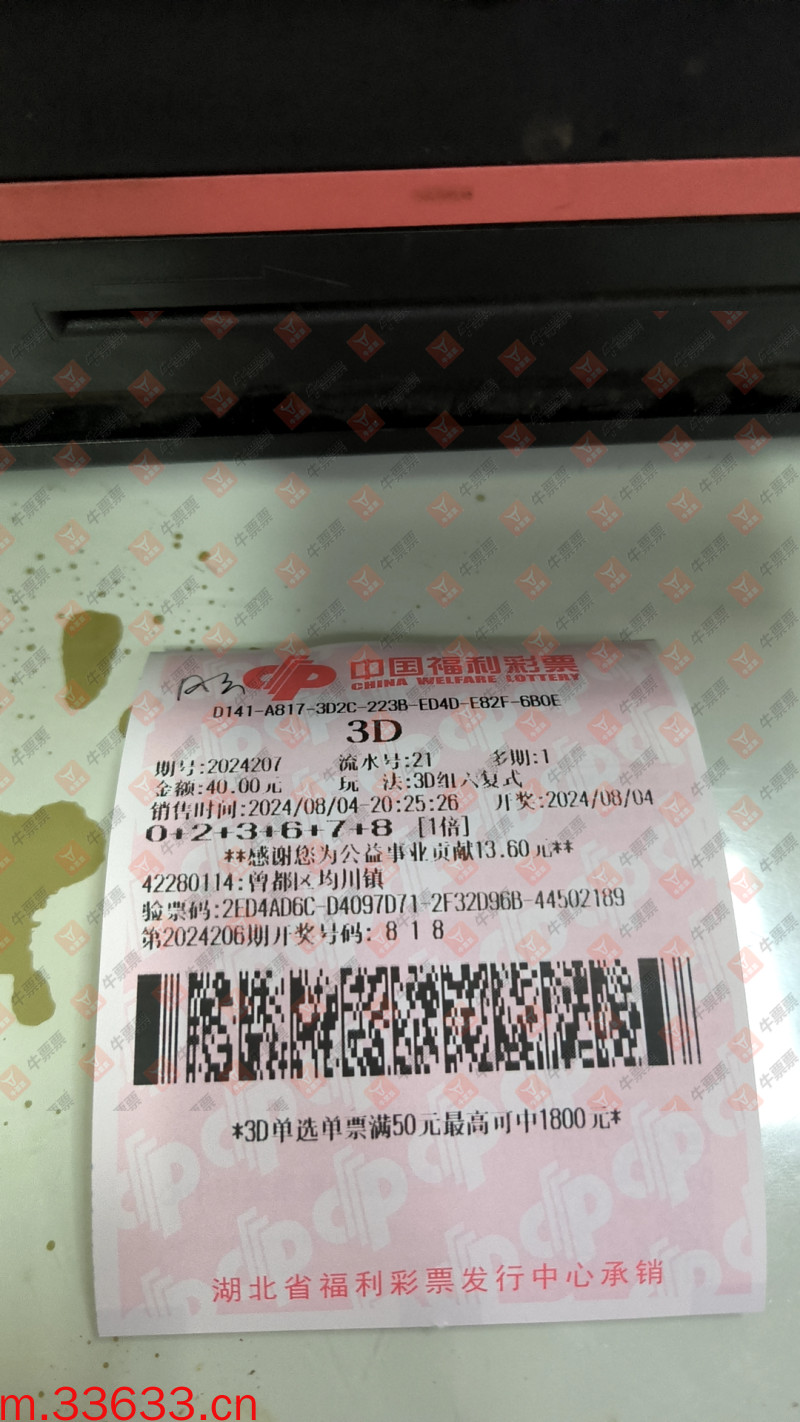 中国福利彩票
CHINA WELFARE LOTTERY
D141-A817-3D2C-223B-ED4D-E82F-6B0E
3D
期号:2024207 流水号:21 多期:1
金额:40.00元 玩 法:3D组六复式
销售时间:2024/08/04-20:25:26 开奖:2024/08/04
0+2+3+6+7+8 [1倍]
**感谢您为公益事业贡献13.60元**
42280114:曾都区均川镇
验票码:2ED4AD6C-D4097D71-2F32D96B-44502189
第2024206期开奖号码: 8 1 8
*3D单选单票满50元最高可中1800元*
湖北省福利彩票发行中心承销
牛票票
m.33633.cn